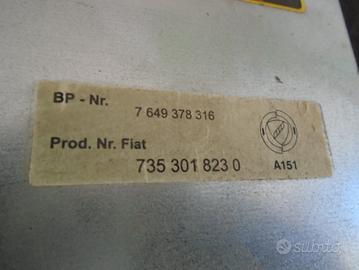 BP - Nr. 7 649 378 316
Prod. Nr. Fiat
735 301 823 0 A151
subito